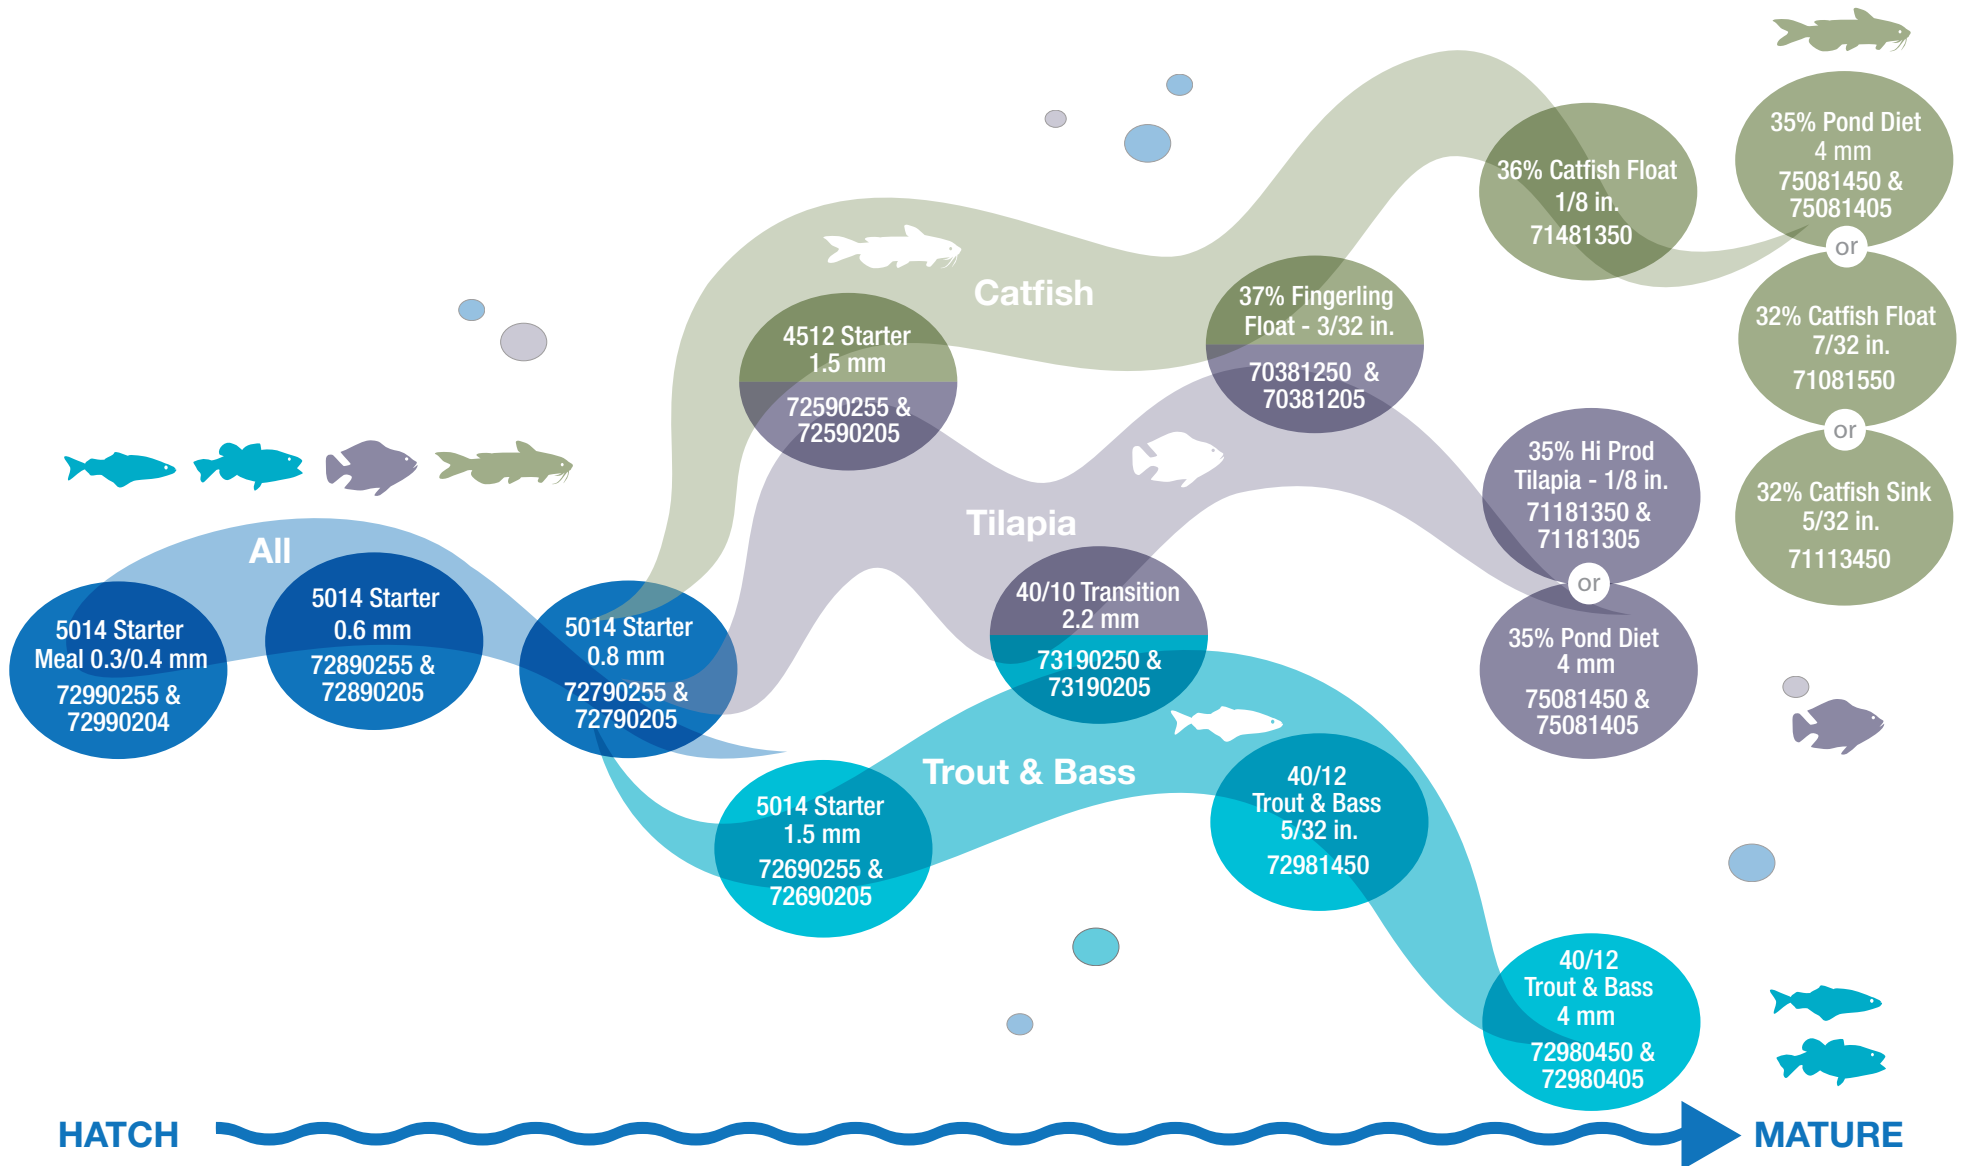 All
5014 Starter
Meal 0.3/0.4 mm
72990255 &
72990204
5014 Starter
0.6 mm
72890255 &
72890205
5014 Starter
0.8 mm
72790255 &
72790205
Catfish
4512 Starter
1.5 mm
72590255 &
72590205
37% Fingerling
Float - 3/32 in.
70381250 &
70381205
36% Catfish Float
1/8 in.
71481350
35% Pond Diet
4 mm
75081450 &
75081405
or
32% Catfish Float
7/32 in.
71081550
or
32% Catfish Sink
5/32 in.
71113450
Tilapia
40/10 Transition
2.2 mm
73190250 &
73190205
35% Hi Prod
Tilapia - 1/8 in.
71181350 &
71181305
or
35% Pond Diet
4 mm
75081450 &
75081405
Trout & Bass
5014 Starter
1.5 mm
72690255 &
72690205
40/12
Trout & Bass
5/32 in.
72981450
40/12
Trout & Bass
4 mm
72980450 &
72980405
HATCH
MATURE